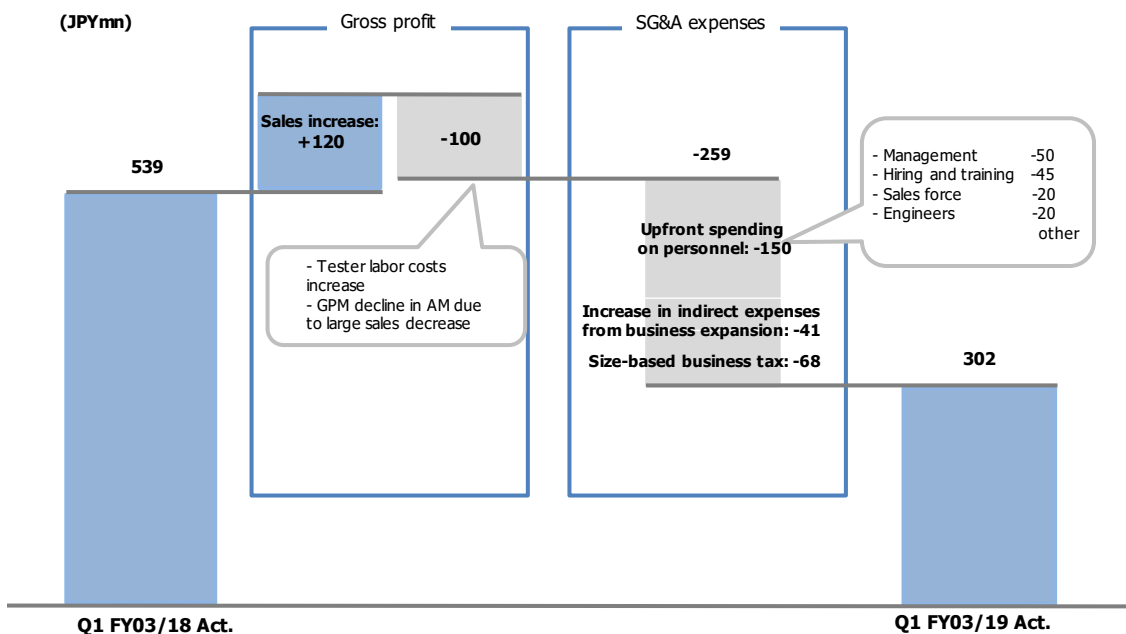 (JPYmn)
Gross profit
SG&A expenses
Sales increase:
+120
-100
539
-259
- Management -50
- Hiring and training -45
- Sales force -20
- Engineers -20
other
Upfront spending
on personnel: -150
- Tester labor costs
increase
- GPM decline in AM due
to large sales decrease
Increase in indirect expenses
from business expansion: -41
Size-based business tax: -68
302
Q1 FY03/18 Act.
Q1 FY03/19 Act.